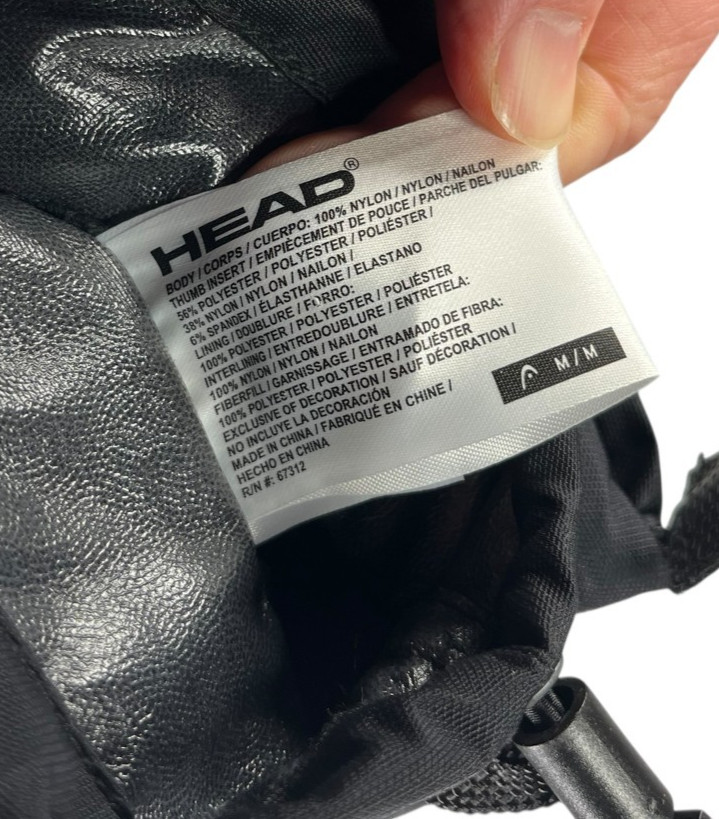 HEAD®
BODY / CORPS / CUERPO: 100% NYLON / NYLON / NAILON
THUMB INSERT / EMPIÈCEMENT DE POUCE / PARCHE DEL PULGAR:
56% POLYESTER / POLYESTER / POLIÉSTER /
38% NYLON / NYLON / NAILON /
6% SPANDEX / ÉLASTHANNE / ELASTANO
LINING / DOUBLURE / FORRO:
100% POLYESTER / POLYESTER / POLIÉSTER
INTERLINING / ENTREDOUBLURE / ENTRETELA:
100% NYLON / NYLON / NAILON
FIBERFILL / GARNISSAGE / ENTRAMADO DE FIBRA:
100% POLYESTER / POLYESTER / POLIÉSTER
EXCLUSIVE OF DECORATION / SAUF DÉCORATION /
NO INCLUYE LA DECORACIÓN
MADE IN CHINA / FABRIQUÉ EN CHINE /
HECHO EN CHINA
R/N #: 67312
M / M